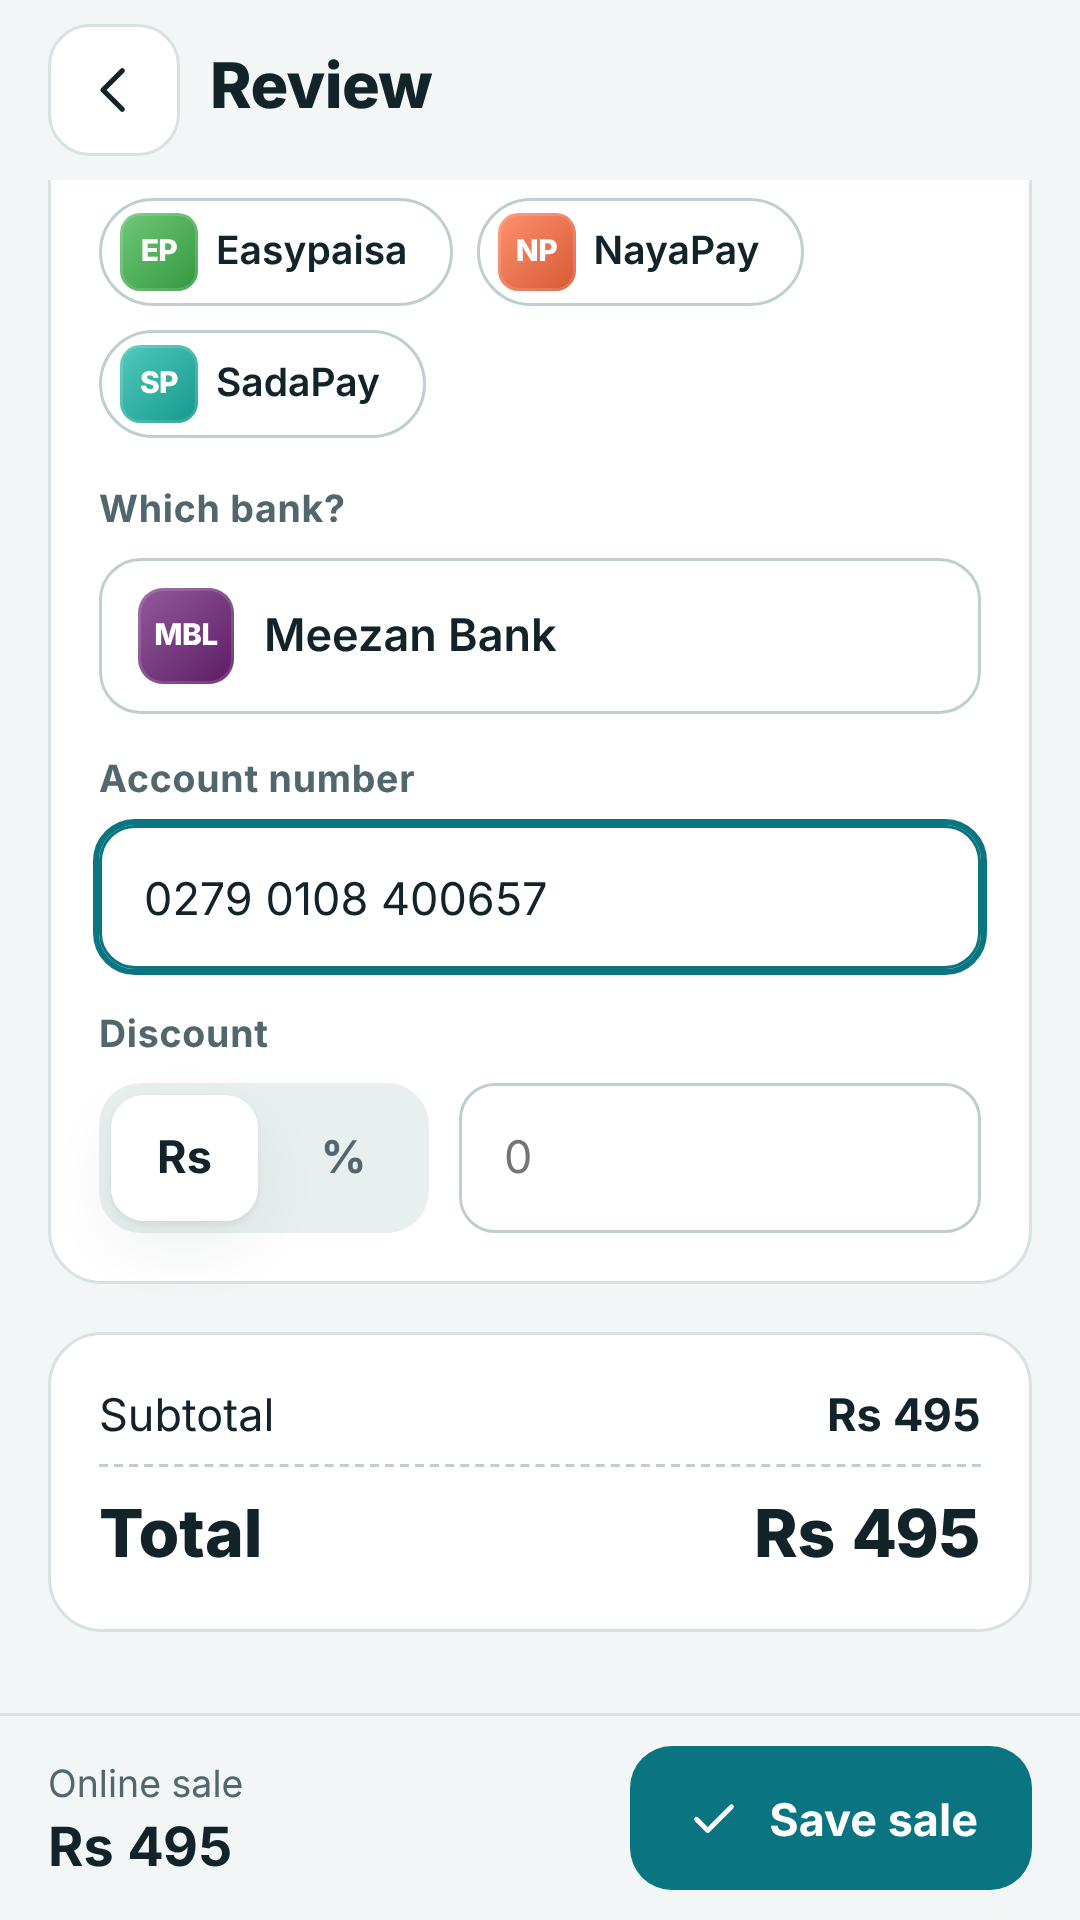 Review
EP Easypaisa
NP NayaPay
SP SadaPay
Which bank?
MBL Meezan Bank
Account number
0279 0108 400657
Discount
Rs % 0
Subtotal Rs 495
Total Rs 495
Online sale
Rs 495
Save sale